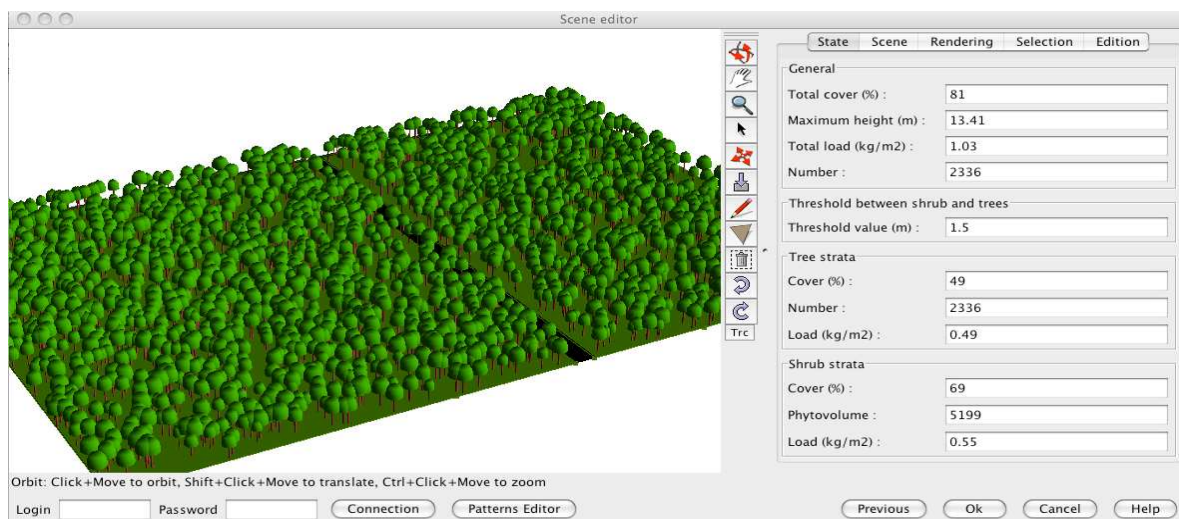 Scene editor
State Scene Rendering Selection Edition
General
Total cover (%) : 81
Maximum height (m) : 13.41
Total load (kg/m2) : 1.03
Number : 2336
Threshold between shrub and trees
Threshold value (m) : 1.5
Tree strata
Cover (%) : 49
Number : 2336
Load (kg/m2) : 0.49
Shrub strata
Cover (%) : 69
Phytovolume : 5199
Load (kg/m2) : 0.55
Trc
Orbit: Click+Move to orbit, Shift+Click+Move to translate, Ctrl+Click+Move to zoom
Login Password Connection Patterns Editor Previous Ok Cancel Help